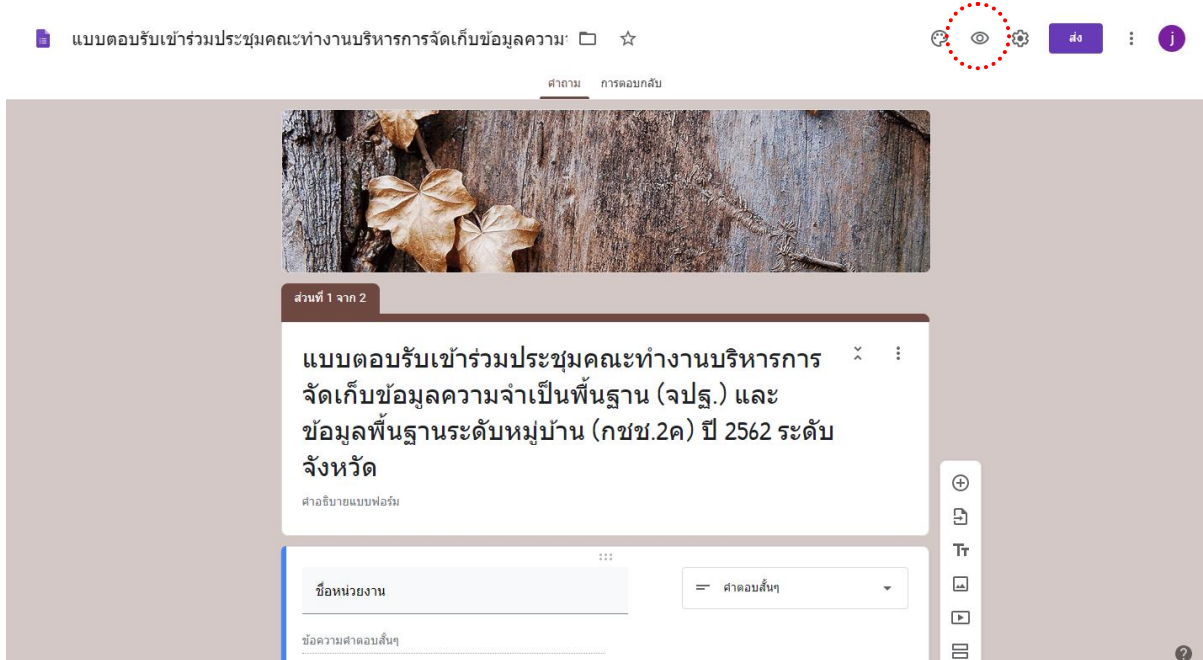 แบบตอบรับเข้าร่วมประชุมคณะทำงานบริหารการจัดเก็บข้อมูลความ
ส่ง
j
คำถาม การตอบกลับ
ส่วนที่ 1 จาก 2
แบบตอบรับเข้าร่วมประชุมคณะทำงานบริหารการ
จัดเก็บข้อมูลความจำเป็นพื้นฐาน (จปฐ.) และ
ข้อมูลพื้นฐานระดับหมู่บ้าน (กชช.2ค) ปี 2562 ระดับ
จังหวัด
คำอธิบายแบบฟอร์ม
Tт
ชื่อหน่วยงาน
คำตอบสั้นๆ
ข้อความคำตอบสั้นๆ